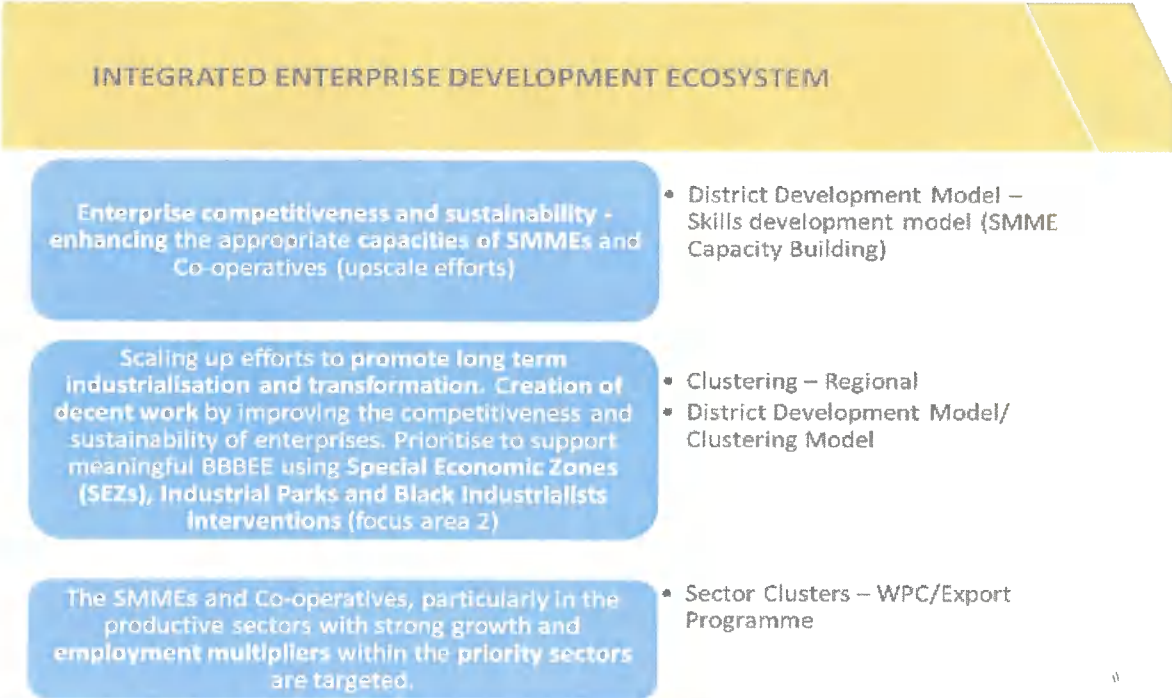 INTEGRATED ENTERPRISE DEVELOPMENT ECOSYSTEM
Enterprise competitiveness and sustainability -
enhancing the appropriate capacities of SMMEs and
Co-operatives (upscale efforts)
• District Development Model –
Skills development model (SMME
Capacity Building)
Scaling up efforts to promote long term
industrialisation and transformation. Creation of
decent work by improving the competitiveness and
sustainability of enterprises. Prioritise to support
meaningful BBBEE using Special Economic Zones
(SEZs), Industrial Parks and Black Industrialists
interventions (focus area 2)
• Clustering – Regional
• District Development Model/
Clustering Model
The SMMEs and Co-operatives, particularly in the
productive sectors with strong growth and
employment multipliers within the priority sectors
are targeted.
• Sector Clusters – WPC/Export
Programme